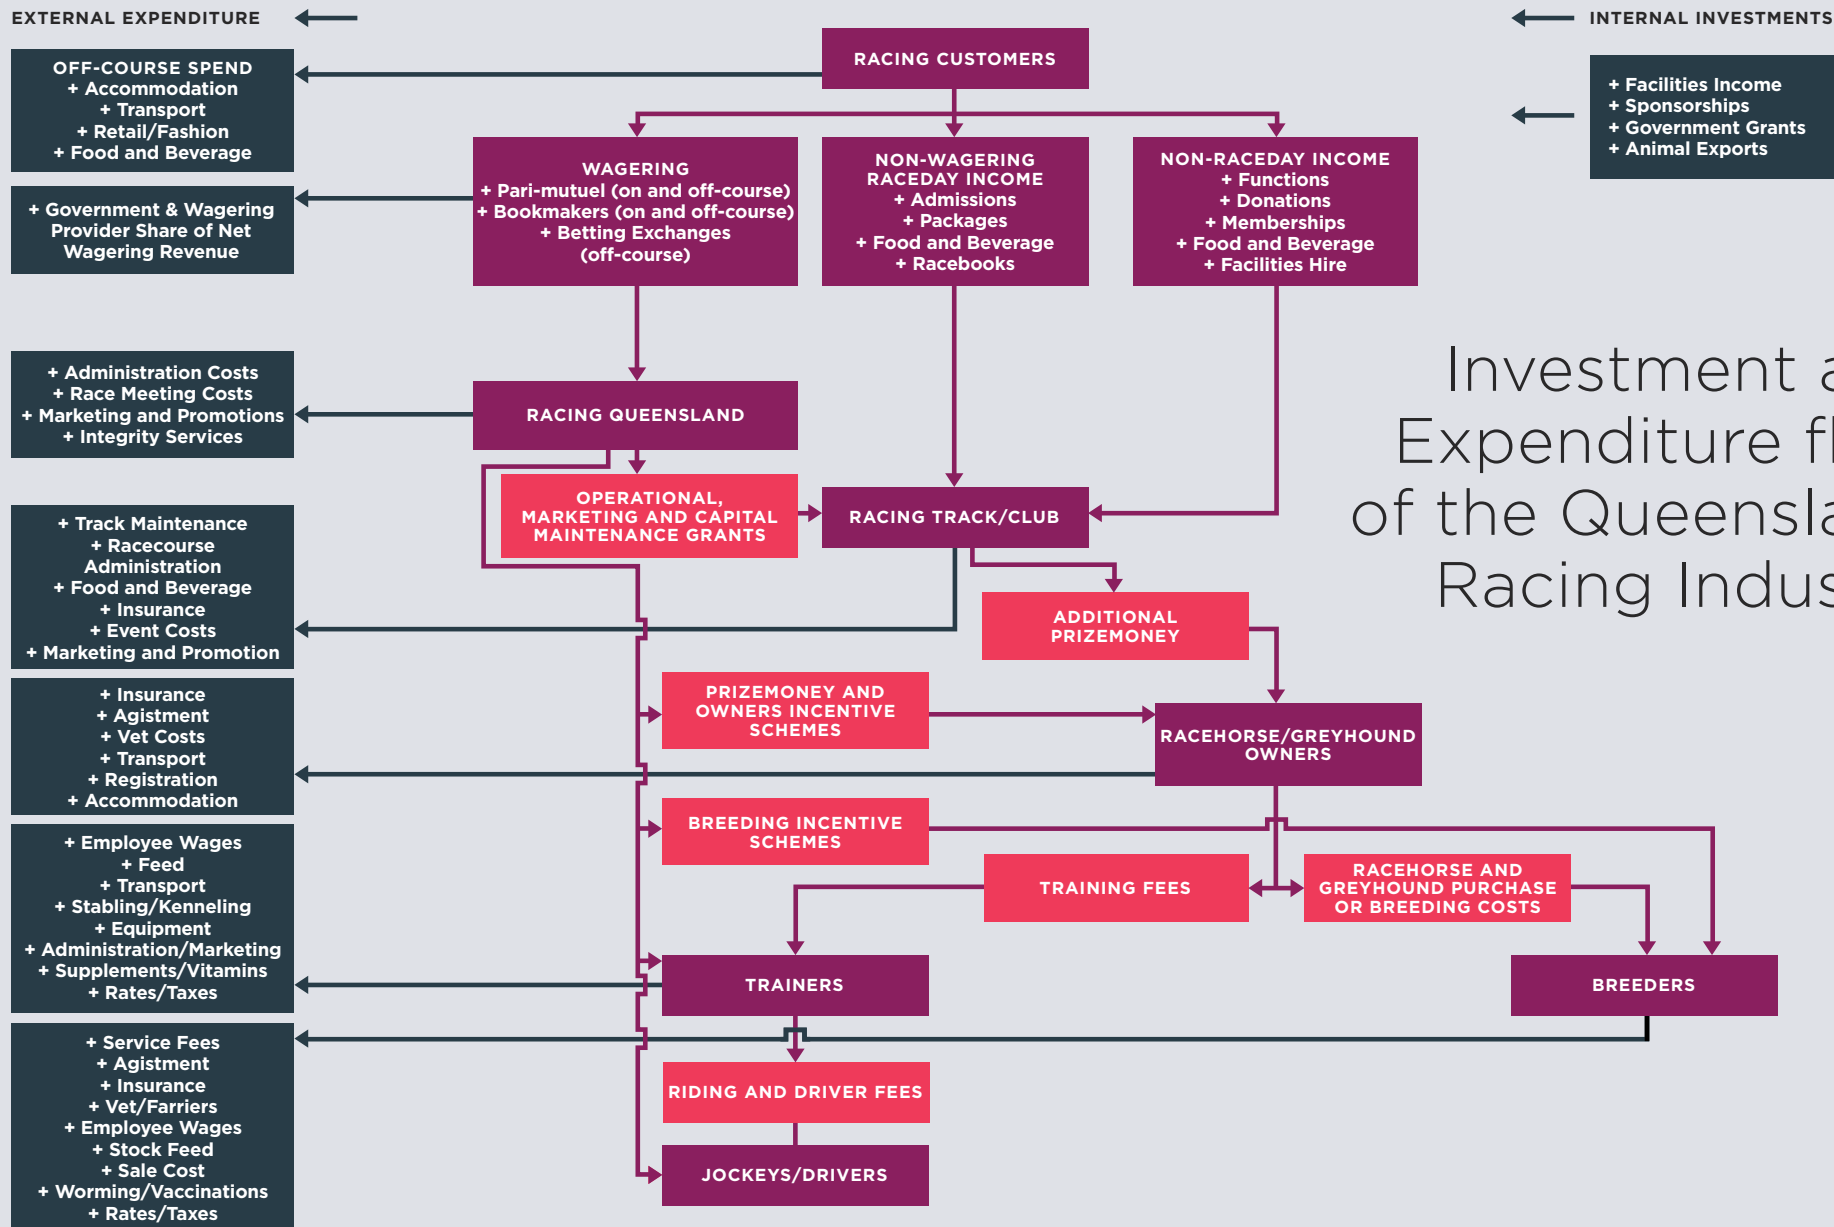 EXTERNAL EXPENDITURE
INTERNAL INVESTMENTS
RACING CUSTOMERS
OFF-COURSE SPEND
+ Accommodation
+ Transport
+ Retail/Fashion
+ Food and Beverage
+ Facilities Income
+ Sponsorships
+ Government Grants
+ Animal Exports
WAGERING
+ Pari-mutuel (on and off-course)
+ Bookmakers (on and off-course)
+ Betting Exchanges
(off-course)
NON-WAGERING
RACEDAY INCOME
+ Admissions
+ Packages
+ Food and Beverage
+ Racebooks
NON-RACEDAY INCOME
+ Functions
+ Donations
+ Memberships
+ Food and Beverage
+ Facilities Hire
+ Government & Wagering
Provider Share of Net
Wagering Revenue
Investment a
Expenditure fl
of the Queensla
Racing Indus
+ Administration Costs
+ Race Meeting Costs
+ Marketing and Promotions
+ Integrity Services
RACING QUEENSLAND
OPERATIONAL,
MARKETING AND CAPITAL
MAINTENANCE GRANTS
RACING TRACK/CLUB
+ Track Maintenance
+ Racecourse
Administration
+ Food and Beverage
+ Insurance
+ Event Costs
+ Marketing and Promotion
ADDITIONAL
PRIZEMONEY
+ Insurance
+ Agistment
+ Vet Costs
+ Transport
+ Registration
+ Accommodation
PRIZEMONEY AND
OWNERS INCENTIVE
SCHEMES
RACEHORSE/GREYHOUND
OWNERS
BREEDING INCENTIVE
SCHEMES
+ Employee Wages
+ Feed
+ Transport
+ Stabling/Kenneling
+ Equipment
+ Administration/Marketing
+ Supplements/Vitamins
+ Rates/Taxes
TRAINING FEES
RACEHORSE AND
GREYHOUND PURCHASE
OR BREEDING COSTS
TRAINERS
BREEDERS
+ Service Fees
+ Agistment
+ Insurance
+ Vet/Farriers
+ Employee Wages
+ Stock Feed
+ Sale Cost
+ Worming/Vaccinations
+ Rates/Taxes
RIDING AND DRIVER FEES
JOCKEYS/DRIVERS